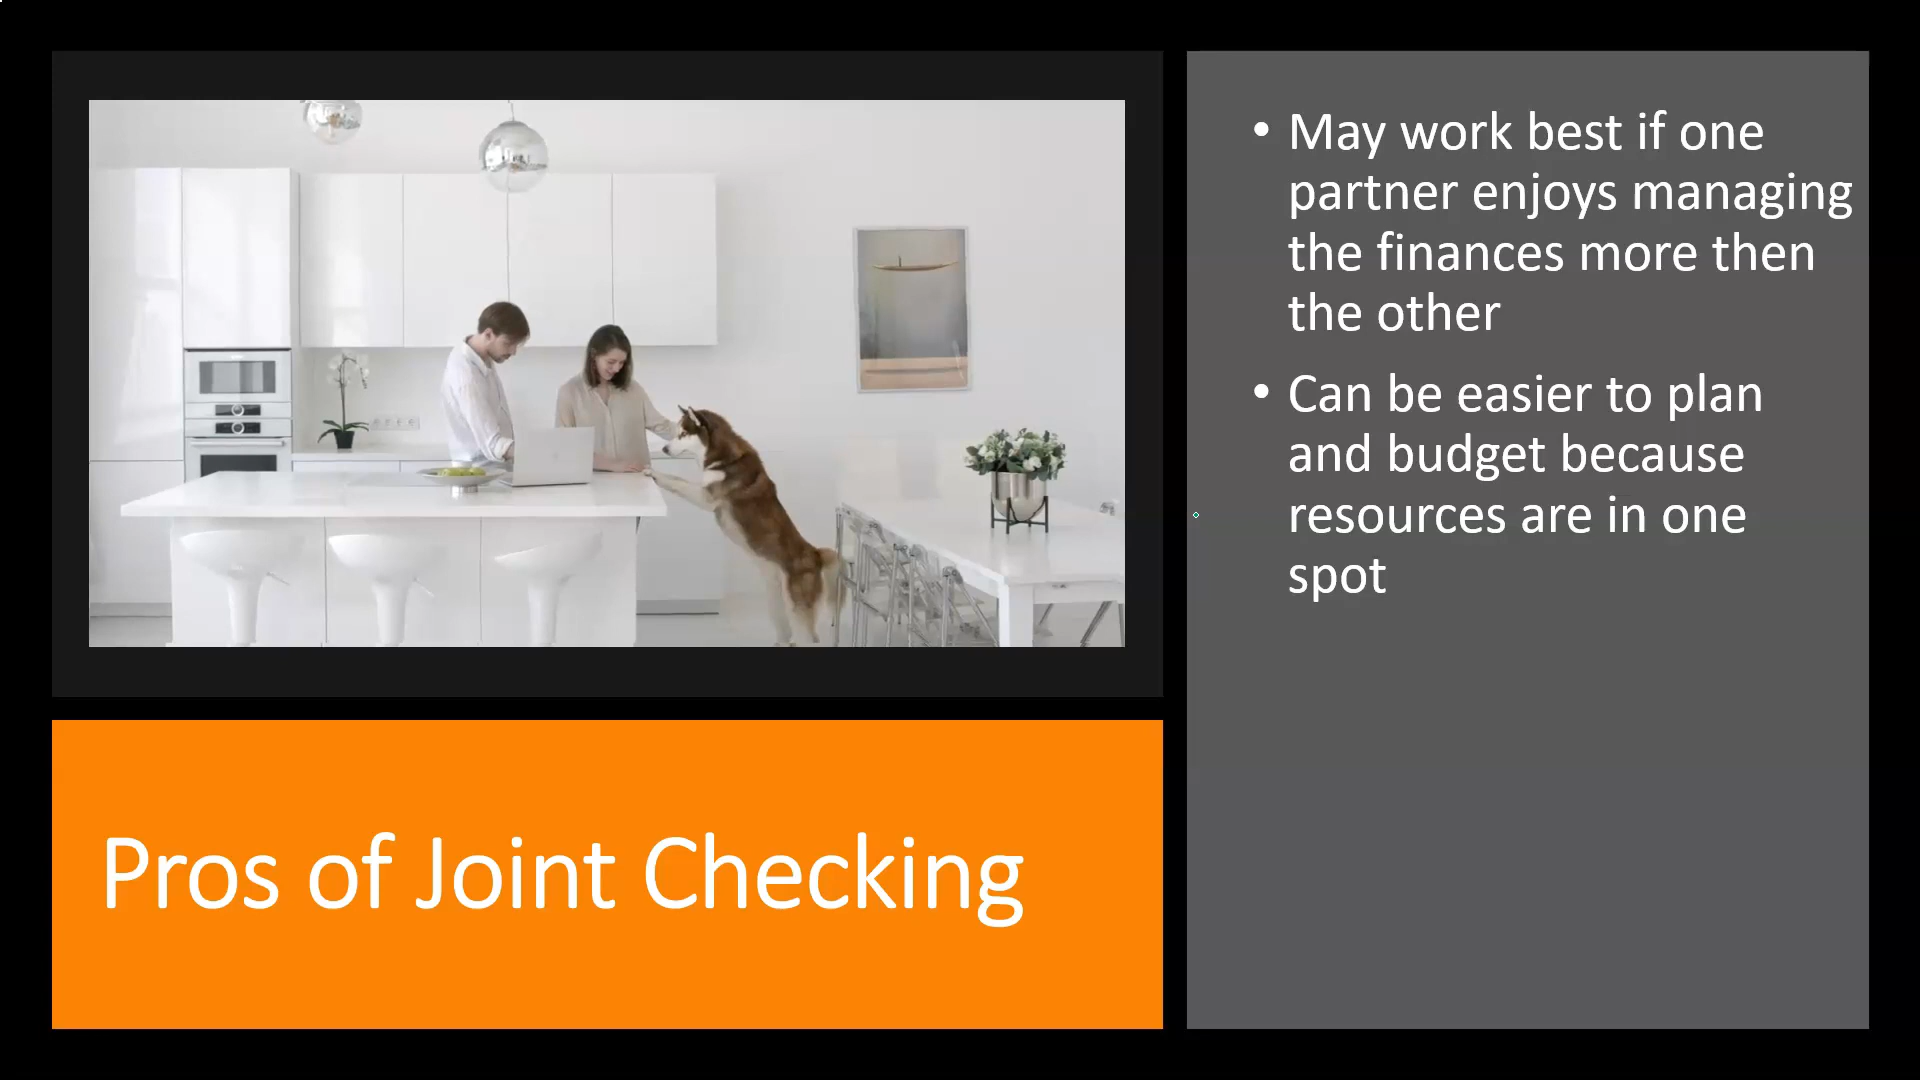 • May work best if one
partner enjoys managing
the finances more then
the other
• Can be easier to plan
and budget because
resources are in one
spot
Pros of Joint Checking